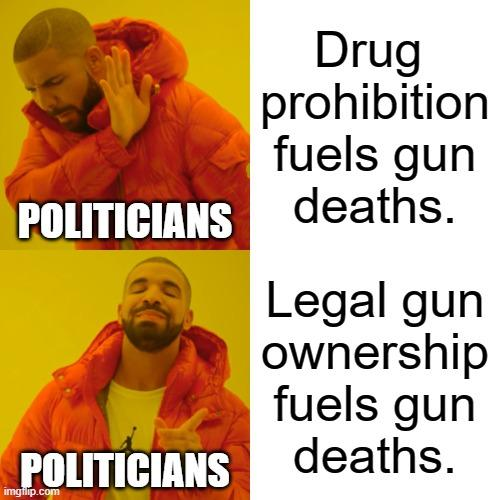 Drug
prohibition
fuels gun
deaths.
POLITICIANS
Legal gun
ownership
fuels gun
deaths.
POLITICIANS
imgflip.com